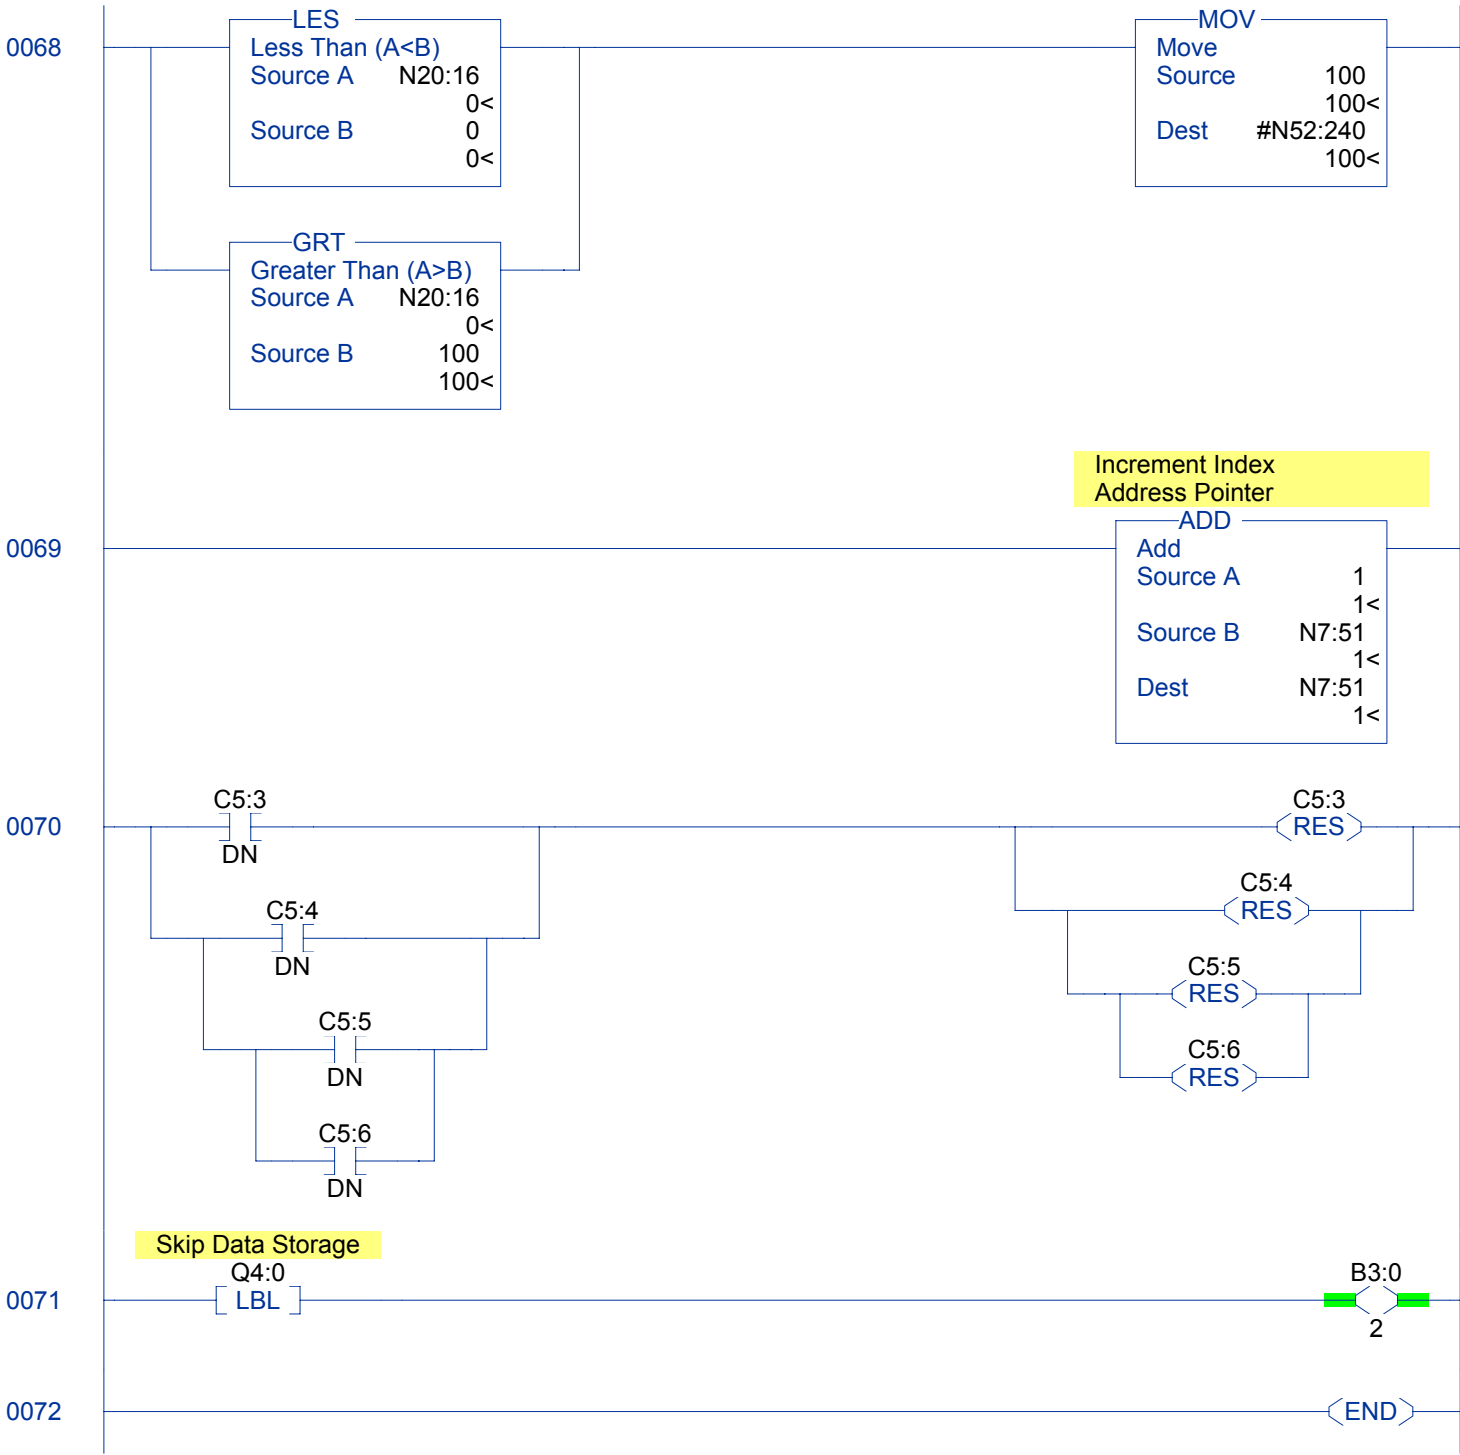 LES
MOV
0068
Less Than (A<B)
Move
Source A N20:16
Source 100
0<
100<
Source B 0
Dest #N52:240
0<
100<
GRT
Greater Than (A>B)
Source A N20:16
0<
Source B 100
100<
Increment Index
Address Pointer
ADD
0069
Add
Source A 1
1<
Source B N7:51
1<
Dest N7:51
1<
C5:3
C5:3
0070
RES
DN
C5:4
C5:4
RES
DN
C5:5
RES
C5:5
DN
C5:6
RES
C5:6
DN
Skip Data Storage
Q4:0
B3:0
0071
LBL
2
0072
END